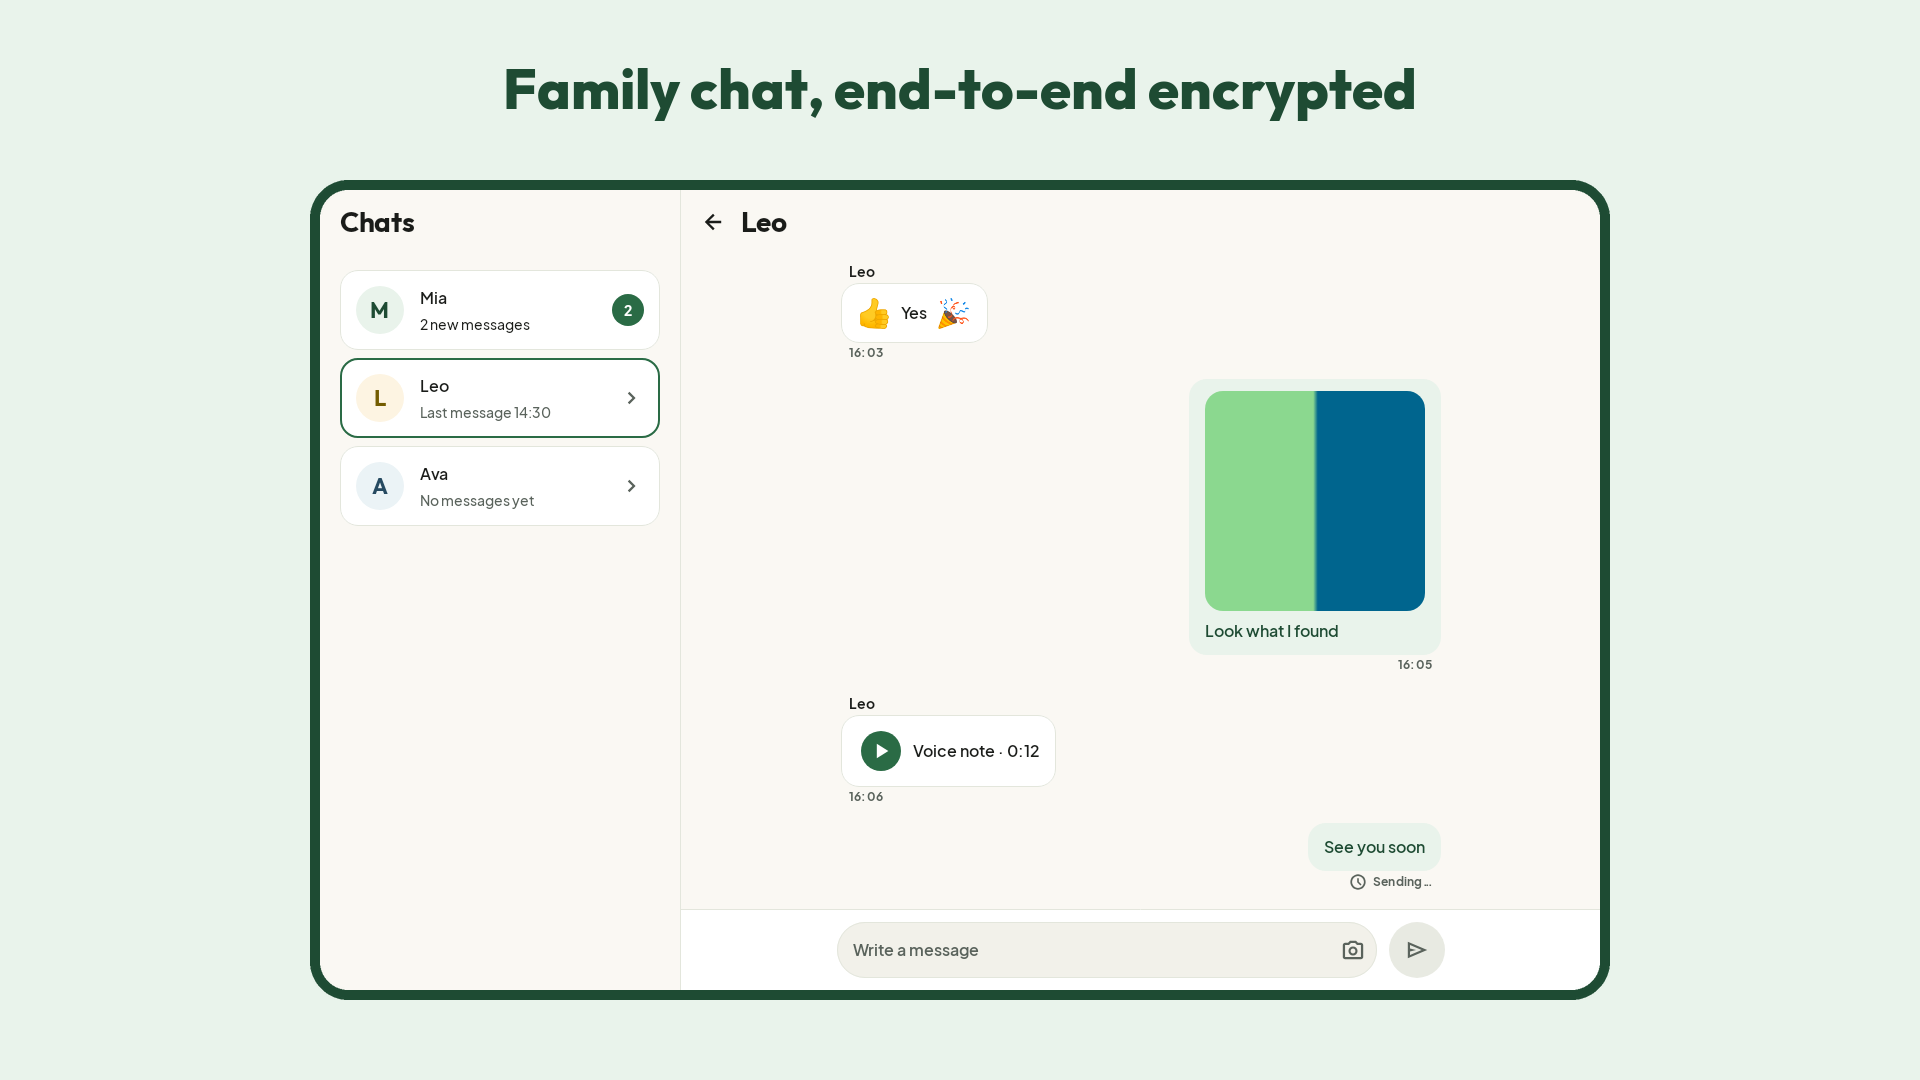 Family chat, end-to-end encrypted
Chats
M
Mia
2 new messages
2
L
Leo
Last message 14:30
A
Ava
No messages yet
Leo
Leo
👍 Yes 🎉
16:03
Look what I found
16:05
Leo
Voice note · 0:12
16:06
See you soon
Sending…
Write a message